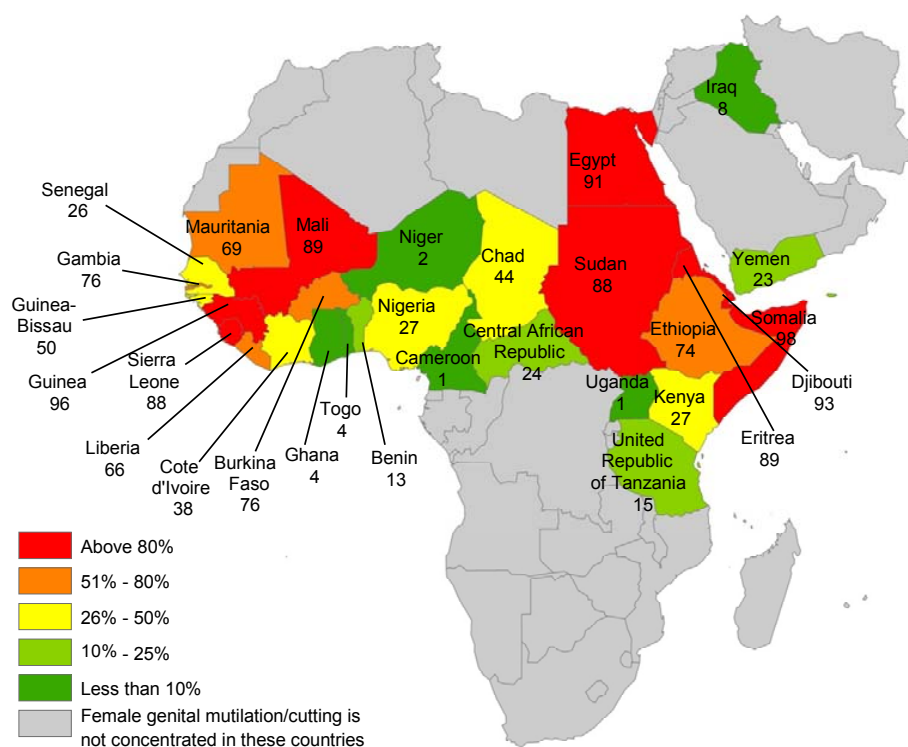 Iraq
8
Egypt
91
Senegal
26
Mauritania
69
Mali
89
Niger
2
Chad
44
Sudan
88
Yemen
23
Gambia
76
Guinea-
Bissau
50
Nigeria
27
Ethiopia
74
Somalia
98
Guinea
96
Sierra
Leone
88
Cameroon
1
Central African
Republic
24
Uganda
1
Kenya
27
Djibouti
93
Eritrea
89
Liberia
66
Cote
d'Ivoire
38
Burkina
Faso
76
Ghana
4
Togo
4
Benin
13
United
Republic
of Tanzania
15
Above 80%
51% - 80%
26% - 50%
10% - 25%
Less than 10%
Female genital mutilation/cutting is
not concentrated in these countries